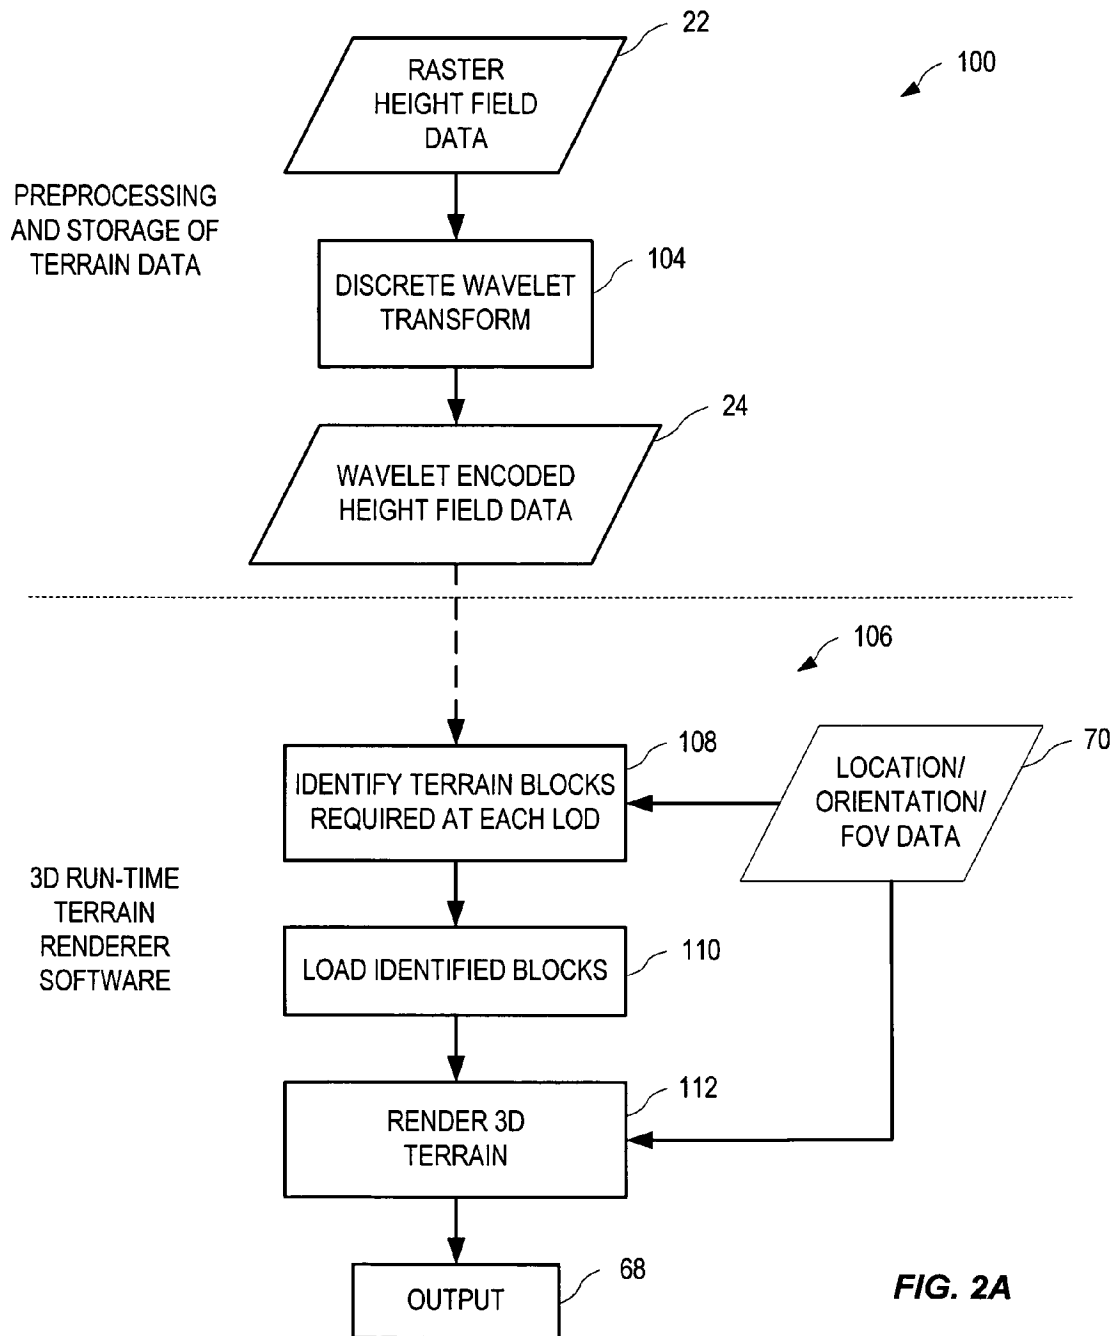 22
RASTER
HEIGHT FIELD
DATA
100
PREPROCESSING
AND STORAGE OF
TERRAIN DATA
104
DISCRETE WAVELET
TRANSFORM
24
WAVELET ENCODED
HEIGHT FIELD DATA
106
108
IDENTIFY TERRAIN BLOCKS
REQUIRED AT EACH LOD
70
LOCATION/
ORIENTATION/
FOV DATA
3D RUN-TIME
TERRAIN
RENDERER
SOFTWARE
110
LOAD IDENTIFIED BLOCKS
112
RENDER 3D
TERRAIN
68
OUTPUT
FIG. 2A